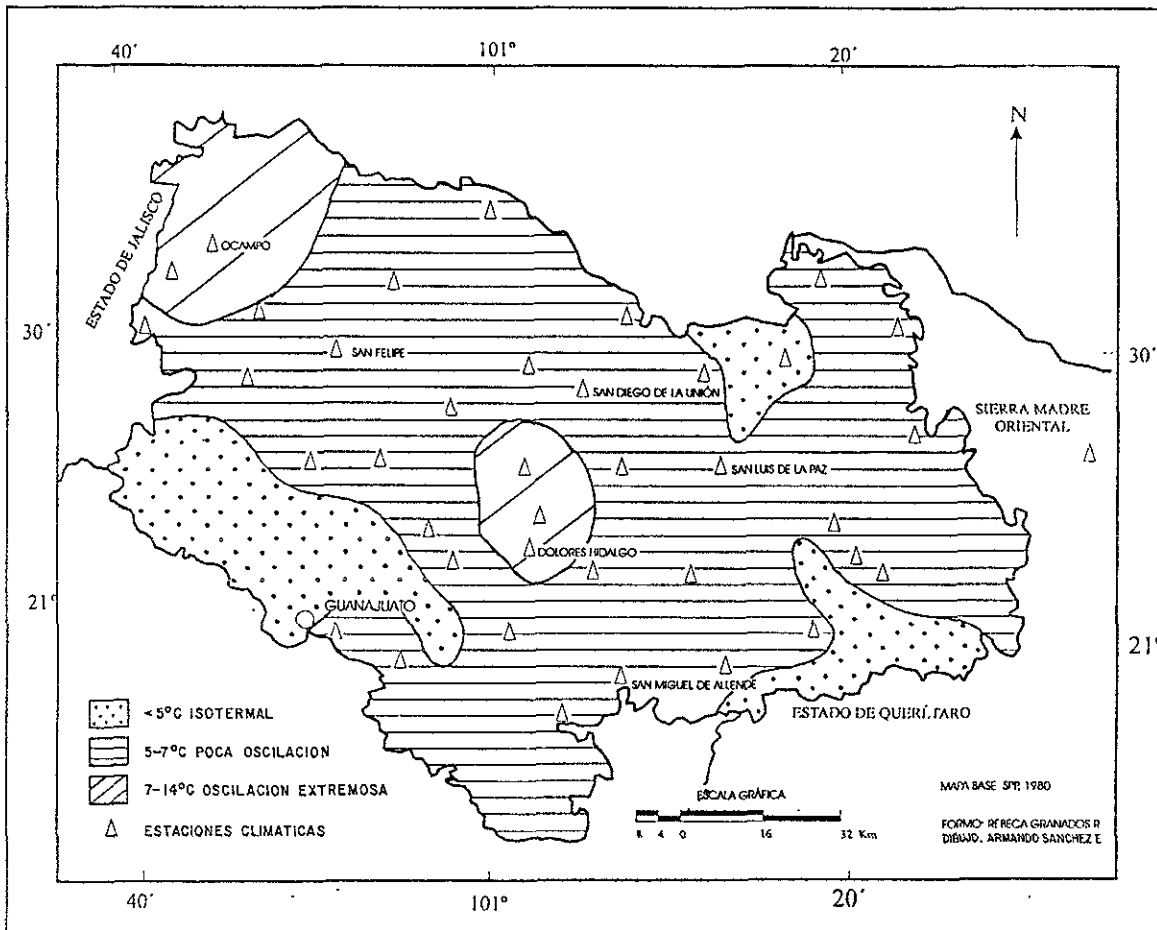 40´ 101° 20´
N
ESTADO DE JALISCO
OCAMPO
30´ 30´
SAN FELIPE
SAN DIEGO DE LA UNIÓN
SIERRA MADRE
ORIENTAL
SAN LUIS DE LA PAZ
DOLORES HIDALGO
21° 21°
GUANAJUATO
SAN MIGUEL DE ALLENDE
ESTADO DE QUERÉTARO
<5°C ISOTERMAL
5-7°C POCA OSCILACION
7-14°C OSCILACION EXTREMOSA
ESTACIONES CLIMATICAS
ESCALA GRÁFICA
8 4 0 16 32 Km
MAPA BASE SPP, 1980
FORMO: REBECA GRANADOS R
DIBUJO. ARMANDO SANCHEZ E
40´ 101° 20´